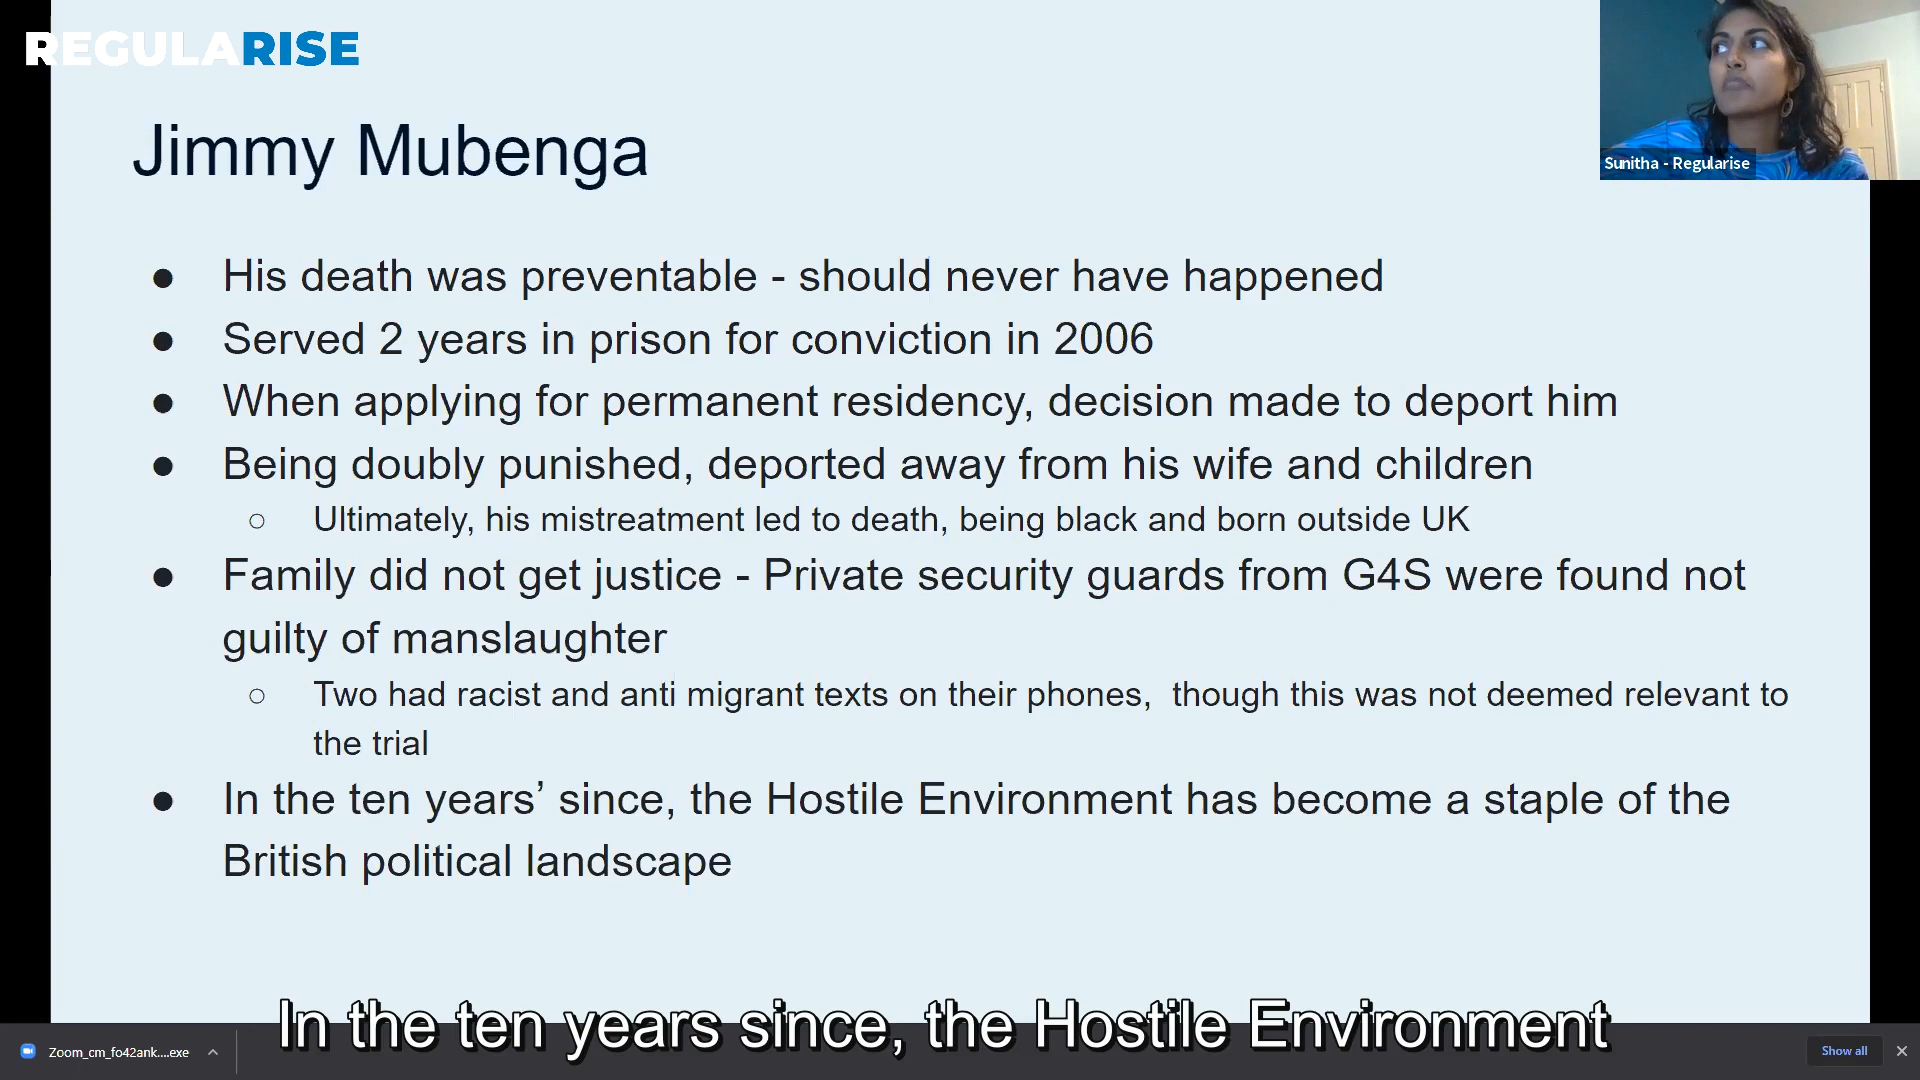 REGULARISE
Sunitha - Regularise
Jimmy Mubenga
● His death was preventable - should never have happened
● Served 2 years in prison for conviction in 2006
● When applying for permanent residency, decision made to deport him
● Being doubly punished, deported away from his wife and children
○ Ultimately, his mistreatment led to death, being black and born outside UK
● Family did not get justice - Private security guards from G4S were found not
guilty of manslaughter
○ Two had racist and anti migrant texts on their phones,  though this was not deemed relevant to
the trial
● In the ten years’ since, the Hostile Environment has become a staple of the
British political landscape
In the ten years since, the Hostile Environment
Zoom_cm_fo42ank....exe
Show all